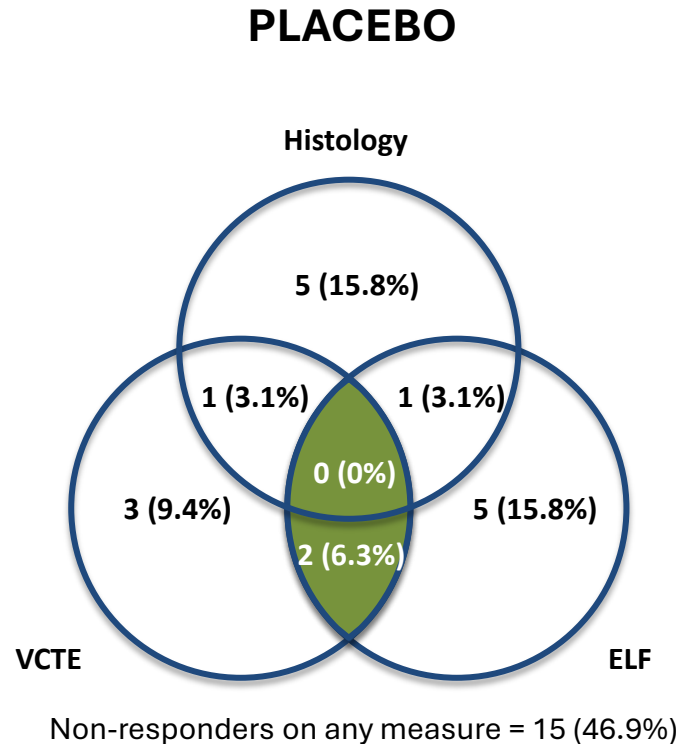 PLACEBO
Histology
5 (15.8%)
1 (3.1%)
1 (3.1%)
0 (0%)
3 (9.4%)
5 (15.8%)
2 (6.3%)
VCTE
ELF
Non-responders on any measure = 15 (46.9%)